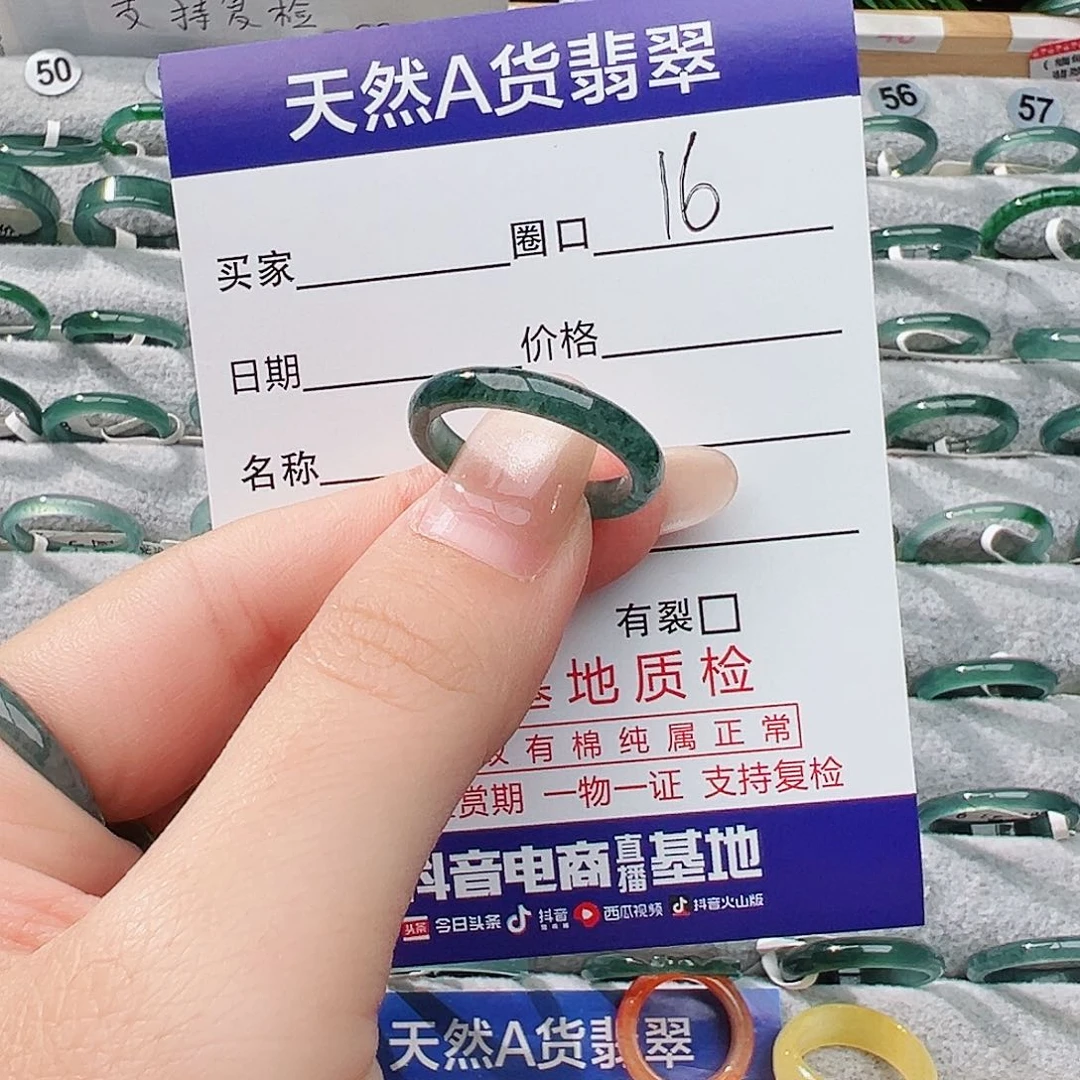 支持复检
50
56
57
天然A货翡翠
买家 圈口 16
日期 价格
名称
有裂□
地质检
有棉纯属正常
赏期 一物一证 支持复检
抖音电商直播基地
头条 今日头条 抖音 西瓜视频 抖音火山版
天然A货翡翠